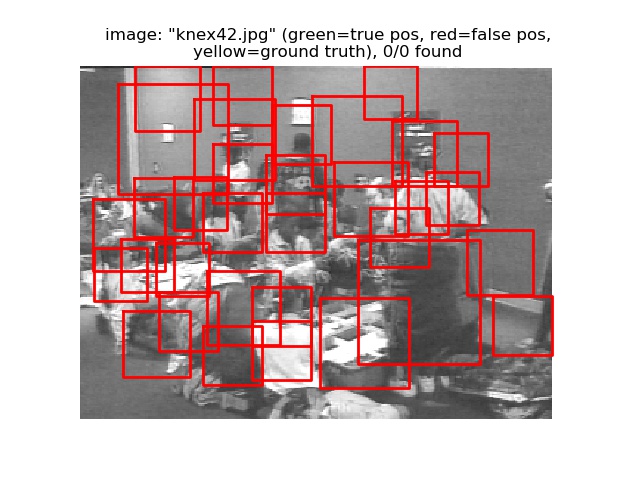 image: "knex42.jpg" (green=true pos, red=false pos,
yellow=ground truth), 0/0 found